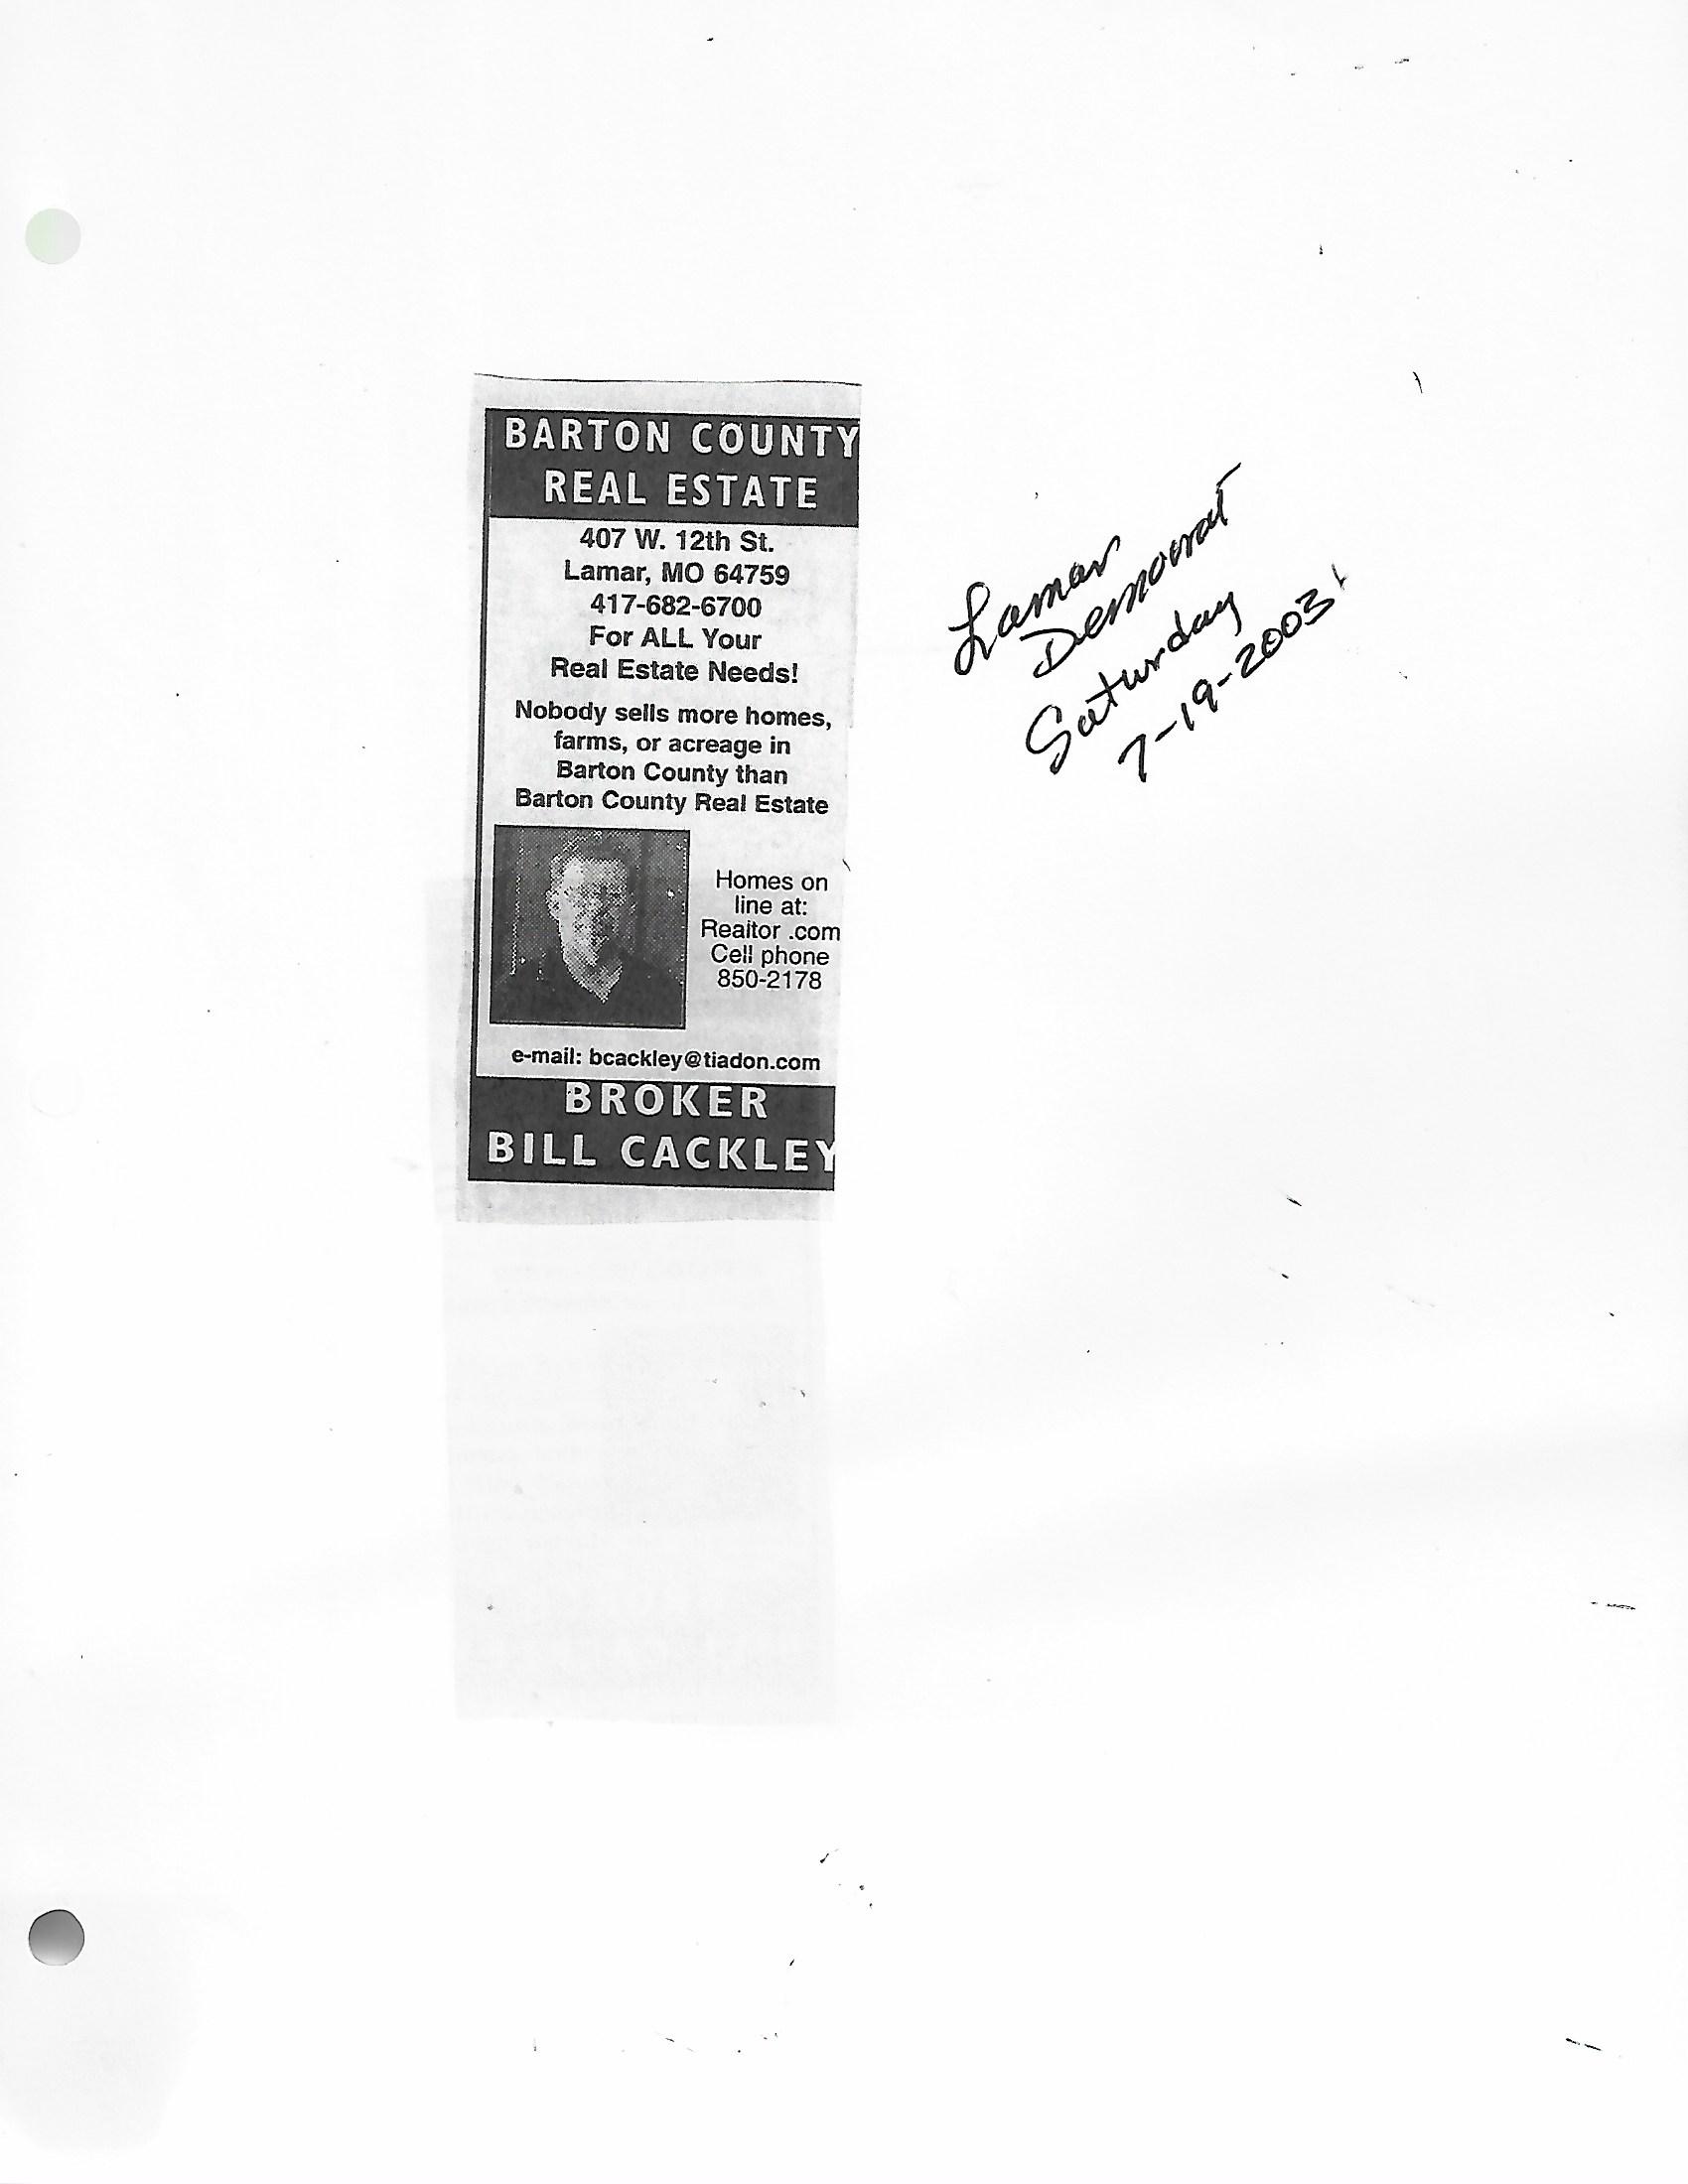 BARTON COUNTY
REAL ESTATE
407 W. 12th St.
Lamar, MO 64759
417-682-6700
For ALL Your
Real Estate Needs!
Nobody sells more homes,
farms, or acreage in
Barton County than
Barton County Real Estate
Homes on
line at:
Realtor .com
Cell phone
850-2178
e-mail: bcackley@tiadon.com
BROKER
BILL CACKLEY
Lamar
Democrat
Saturday
7-19-2003